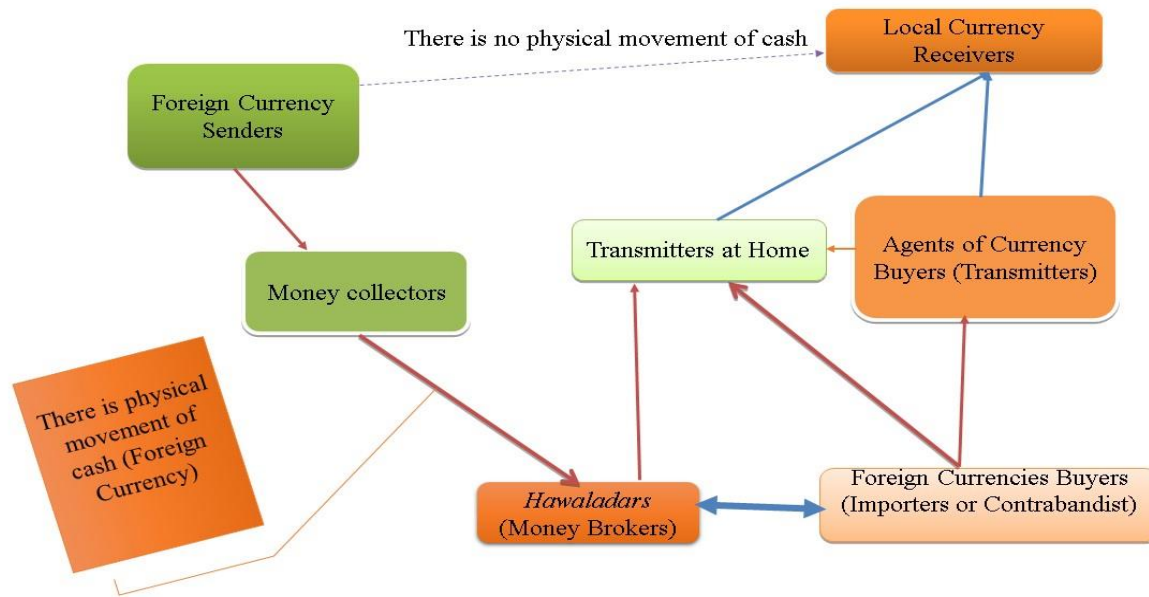 There is no physical movement of cash
Local Currency
Receivers
Foreign Currency
Senders
Transmitters at Home
Agents of Currency
Buyers (Transmitters)
Money collectors
There is physical
movement of
cash (Foreign
Currency)
Hawaladars
(Money Brokers)
Foreign Currencies Buyers
(Importers or Contrabandist)